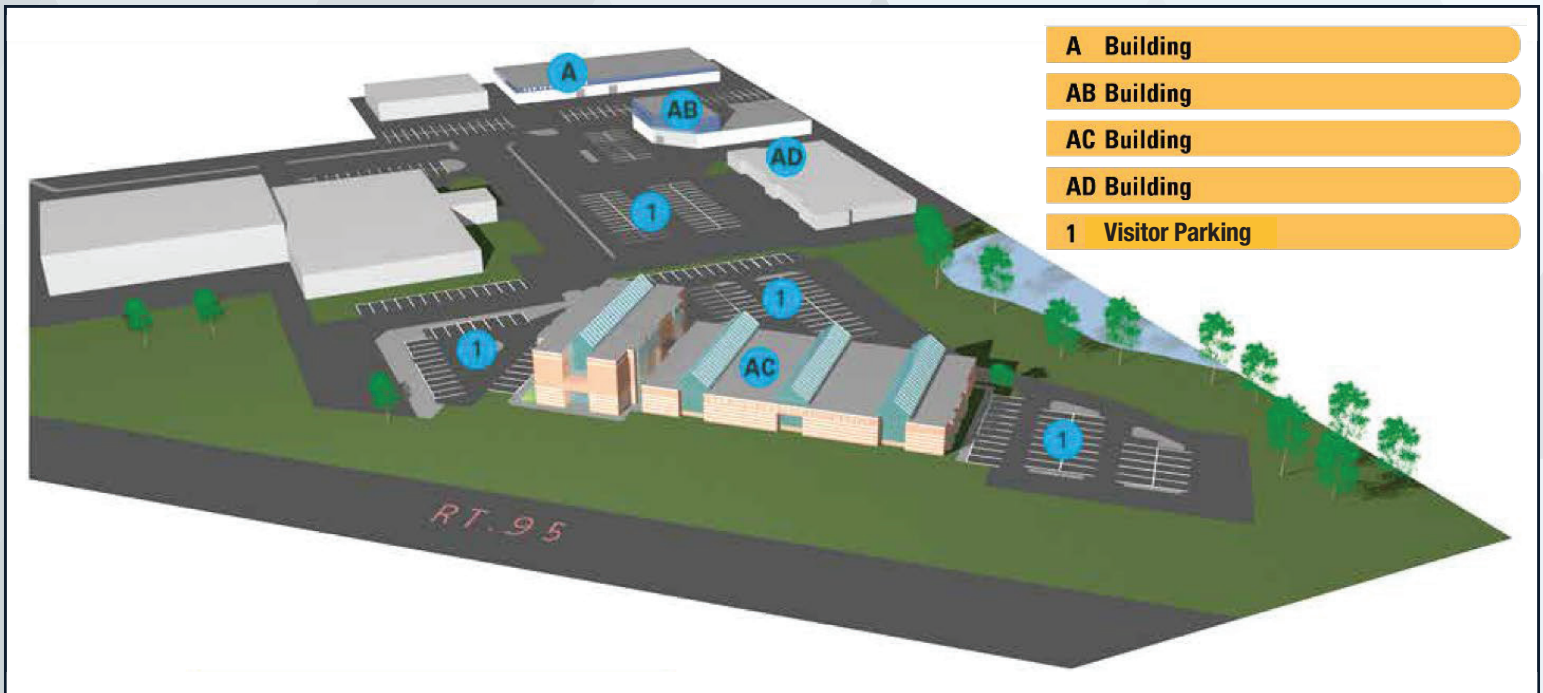 A Building
AB Building
AC Building
AD Building
1 Visitor Parking
A
AB
AD
1
1
1
AC
1
RT. 95